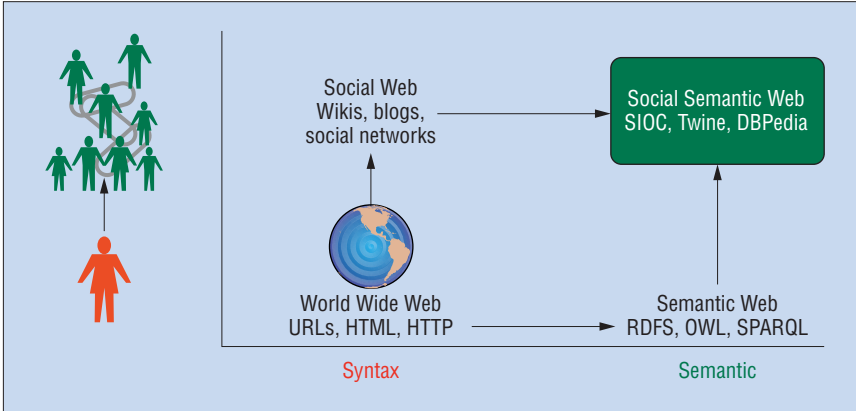 Social Web
Wikis, blogs,
social networks
Social Semantic Web
SIOC, Twine, DBPedia
World Wide Web
URLs, HTML, HTTP
Semantic Web
RDFS, OWL, SPARQL
Syntax
Semantic